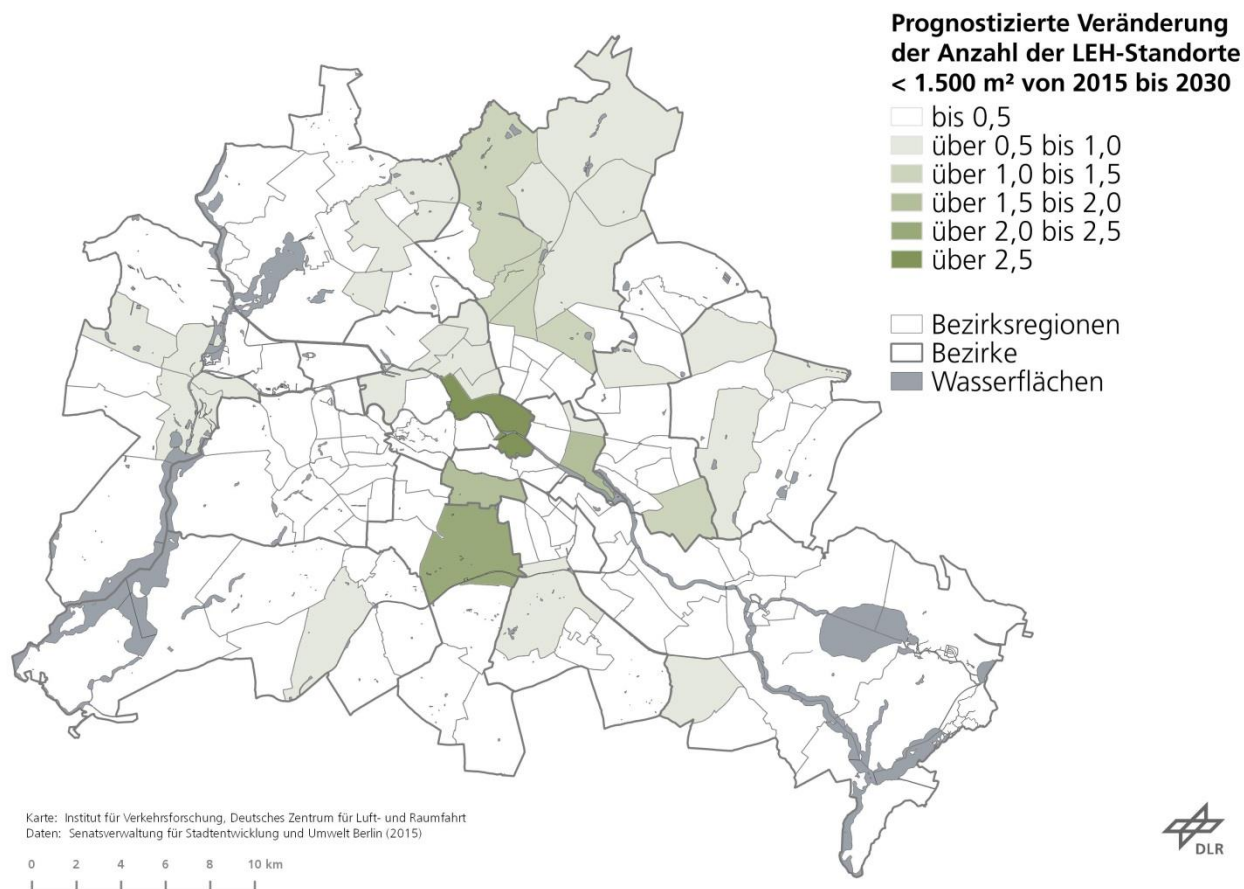 Prognostizierte Veränderung
der Anzahl der LEH-Standorte
< 1.500 m² von 2015 bis 2030
bis 0,5
über 0,5 bis 1,0
über 1,0 bis 1,5
über 1,5 bis 2,0
über 2,0 bis 2,5
über 2,5
Bezirksregionen
Bezirke
Wasserflächen
Karte: Institut für Verkehrsforschung, Deutsches Zentrum für Luft- und Raumfahrt
Daten: Senatsverwaltung für Stadtentwicklung und Umwelt Berlin (2015)
0 2 4 6 8 10 km
DLR